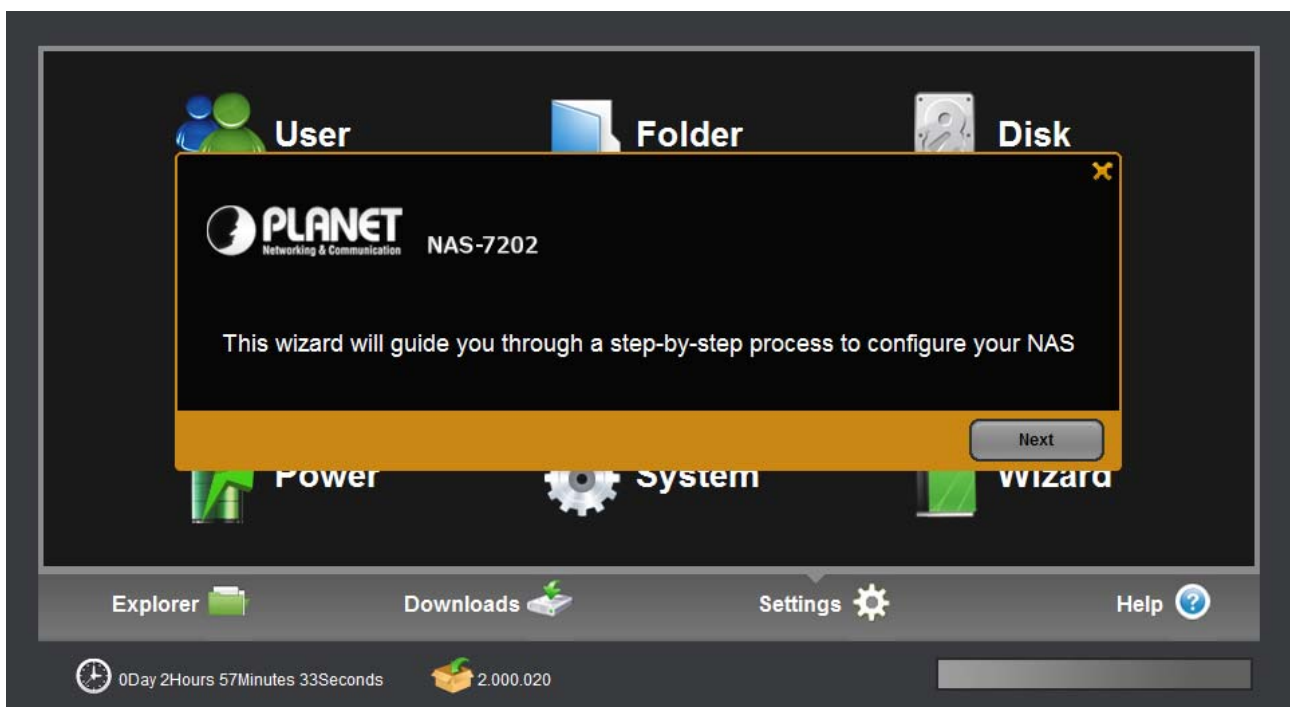 User
Folder
Disk
PLANET
Networking & Communication
NAS-7202
This wizard will guide you through a step-by-step process to configure your NAS
Next
Power
System
Wizard
Explorer
Downloads
Settings
Help
0Day 2Hours 57Minutes 33Seconds
2.000.020